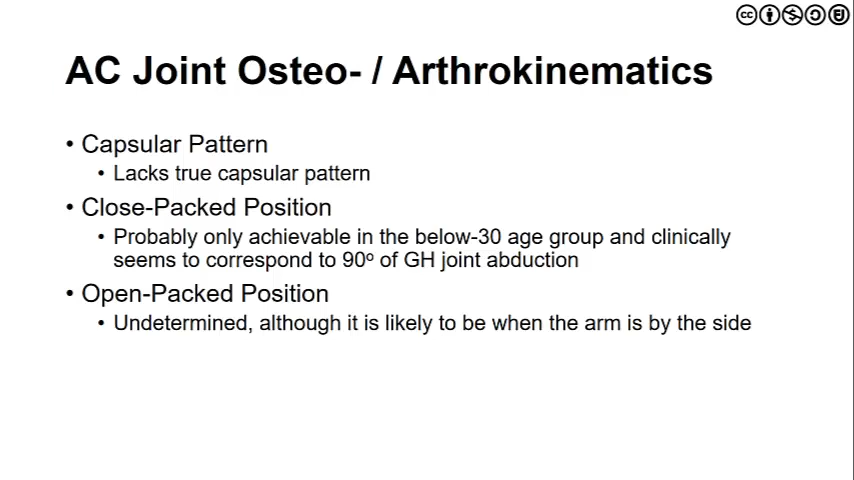 AC Joint Osteo- / Arthrokinematics
• Capsular Pattern
• Lacks true capsular pattern
• Close-Packed Position
• Probably only achievable in the below-30 age group and clinically
seems to correspond to 90º of GH joint abduction
• Open-Packed Position
• Undetermined, although it is likely to be when the arm is by the side